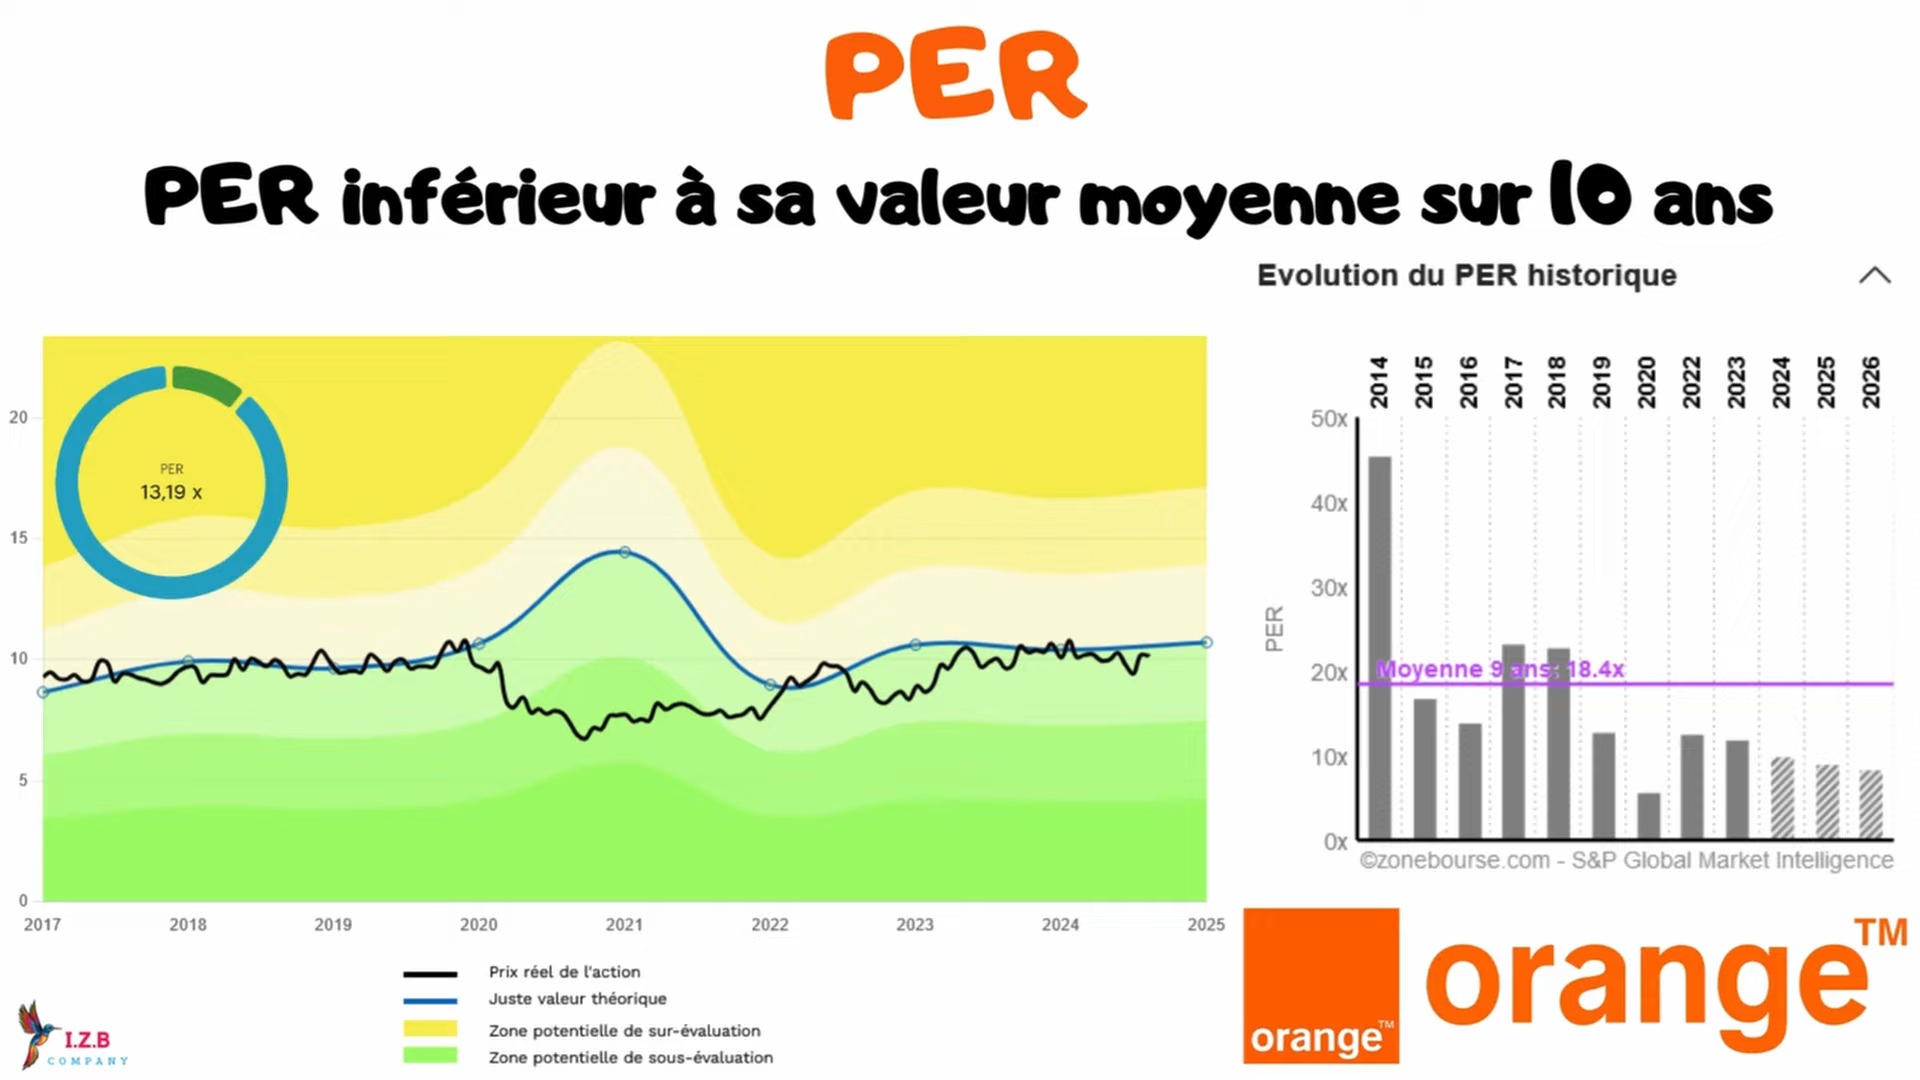 PER
PER inférieur à sa valeur moyenne sur 10 ans
Evolution du PER historique
20
15
10
5
0
PER
13,19 x
2017 2018 2019 2020 2021 2022 2023 2024 2025
Prix réel de l'action
Juste valeur théorique
Zone potentielle de sur-évaluation
Zone potentielle de sous-évaluation
I.Z.B
COMPANY
2014 2015 2016 2017 2018 2019 2020 2022 2023 2024 2025 2026
50x
40x
30x
20x
10x
0x
PER
Moyenne 9 ans: 18.4x
©zonebourse.com - S&P Global Market Intelligence
orange™
orange™